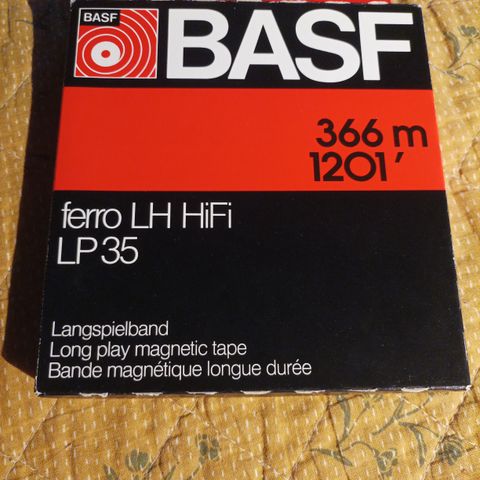 BASF
BASF
366 m
1201'
ferro LH HiFi
LP 35
Langspielband
Long play magnetic tape
Bande magnétique longue durée